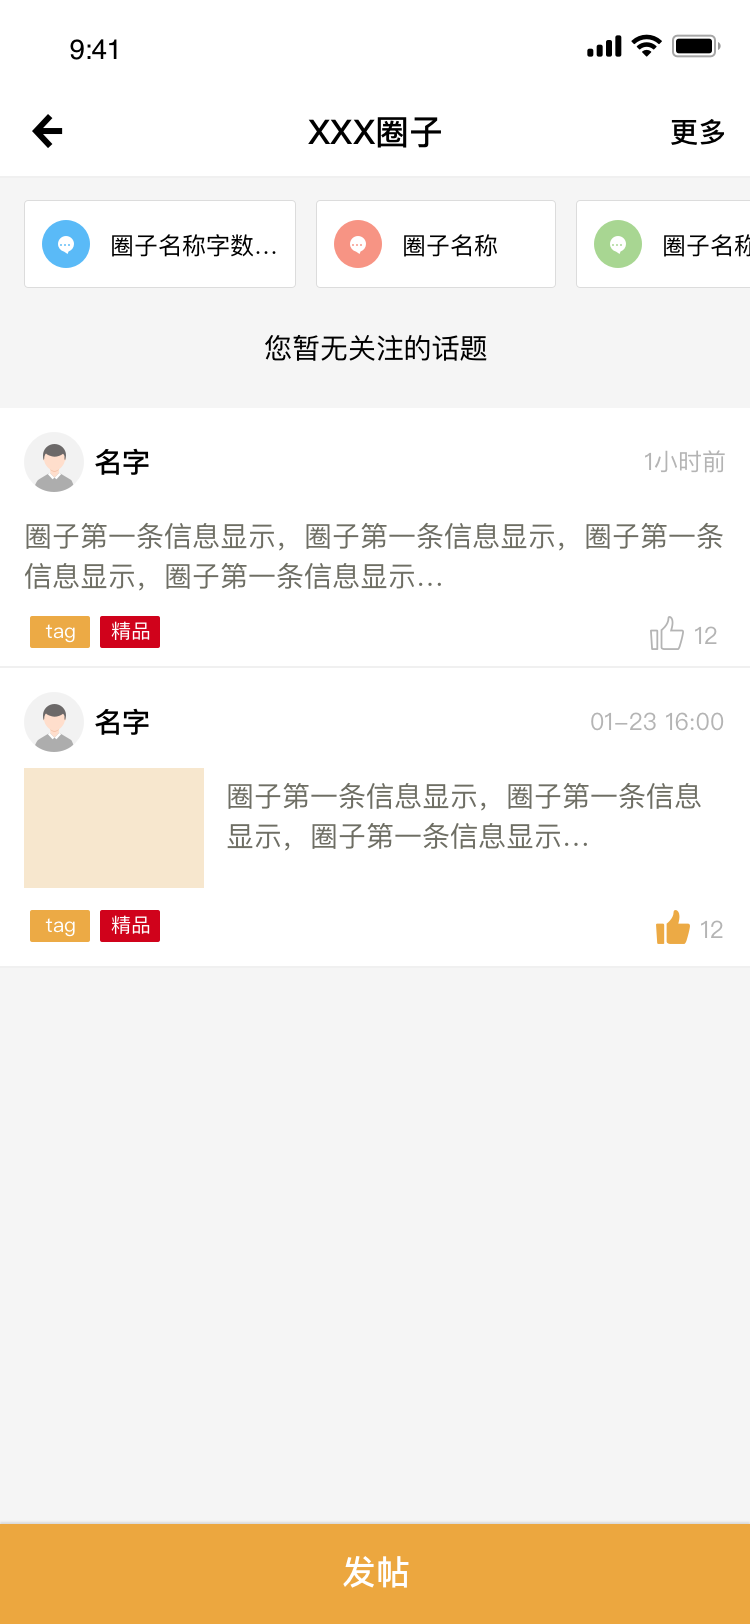 9:41
XXX圈子
更多
圈子名称字数...
圈子名称
圈子名称
您暂无关注的话题
名字
1小时前
圈子第一条信息显示，圈子第一条信息显示，圈子第一条
信息显示，圈子第一条信息显示...
tag
精品
12
名字
01-23 16:00
圈子第一条信息显示，圈子第一条信息
显示，圈子第一条信息显示...
tag
精品
12
发帖